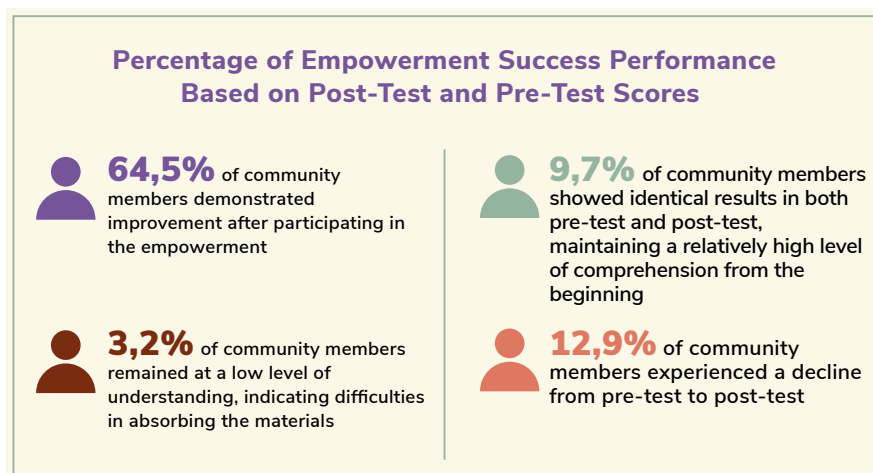 Percentage of Empowerment Success Performance
Based on Post-Test and Pre-Test Scores
64,5% of community
members demonstrated
improvement after participating in
the empowerment
3,2% of community members
remained at a low level of
understanding, indicating difficulties
in absorbing the materials
9,7% of community members
showed identical results in both
pre-test and post-test,
maintaining a relatively high level
of comprehension from the
beginning
12,9% of community
members experienced a decline
from pre-test to post-test